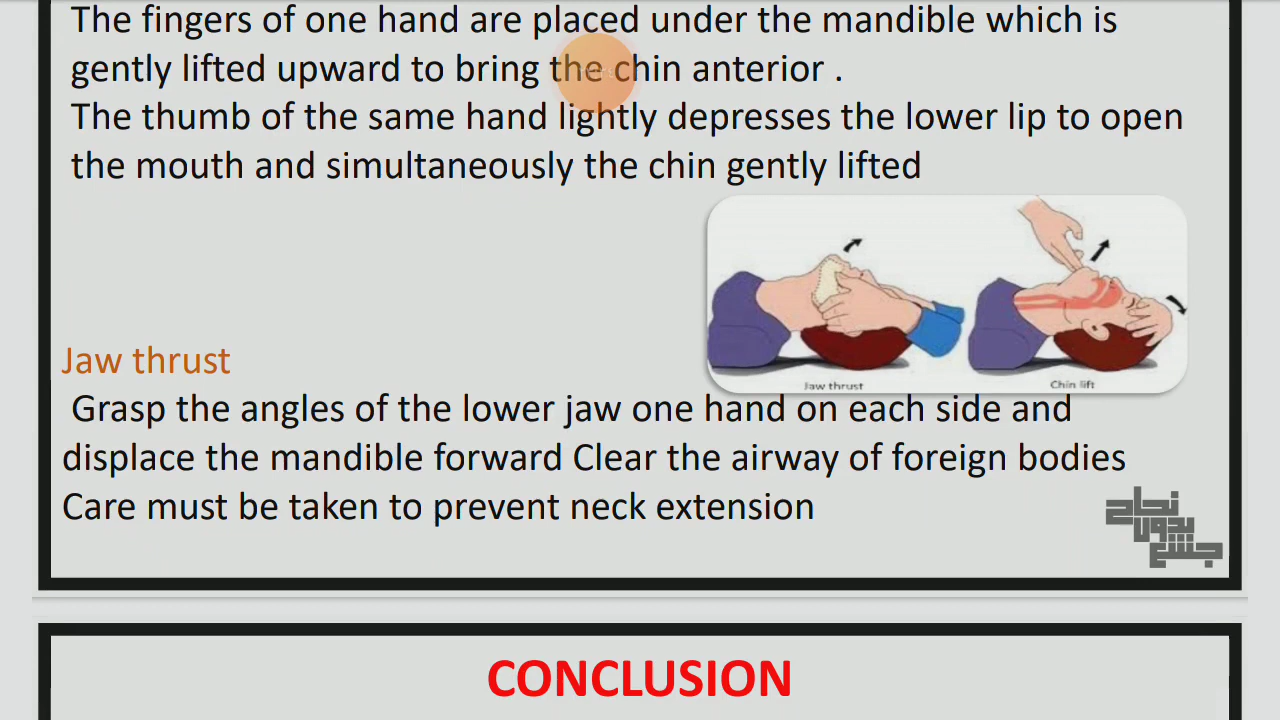 The fingers of one hand are placed under the mandible which is
gently lifted upward to bring the chin anterior .
The thumb of the same hand lightly depresses the lower lip to open
the mouth and simultaneously the chin gently lifted
Jaw thrust
Chin lift
Jaw thrust
Grasp the angles of the lower jaw one hand on each side and
displace the mandible forward Clear the airway of foreign bodies
Care must be taken to prevent neck extension
نجاح
بدون
جشع
CONCLUSION